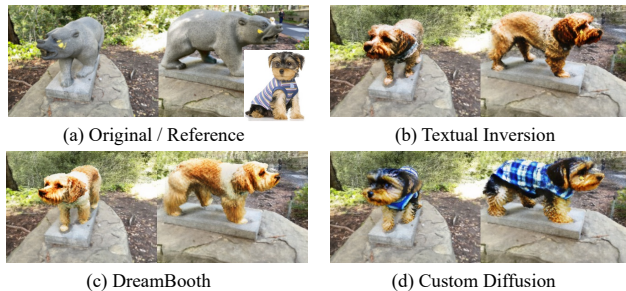 (a) Original / Reference
(b) Textual Inversion
(c) DreamBooth
(d) Custom Diffusion